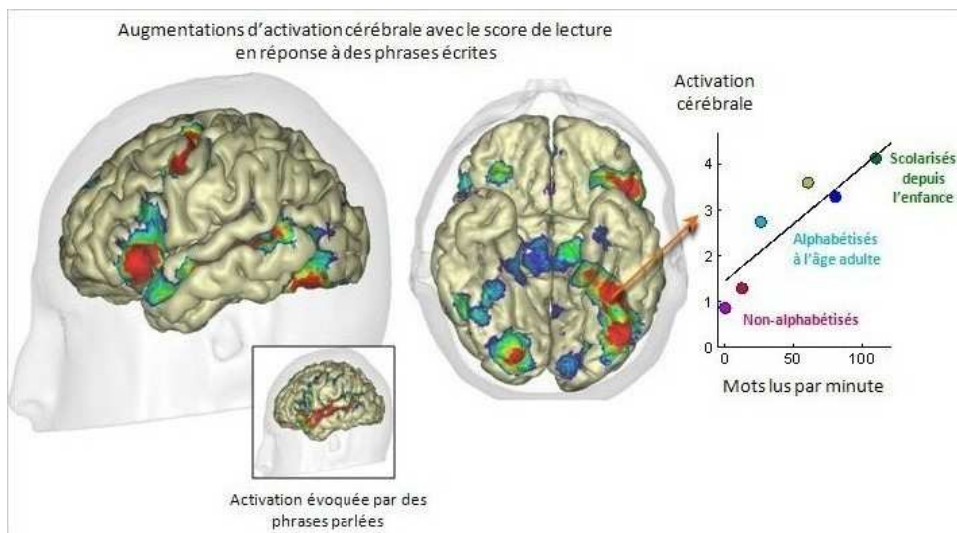 Augmentations d'activation cérébrale avec le score de lecture
en réponse à des phrases écrites
Activation
cérébrale
4
3
2
1
0
Scolarisés
depuis
l'enfance
Alphabétisés
à l'âge adulte
Non-alphabétisés
0 50 100
Mots lus par minute
Activation évoquée par des
phrases parlées